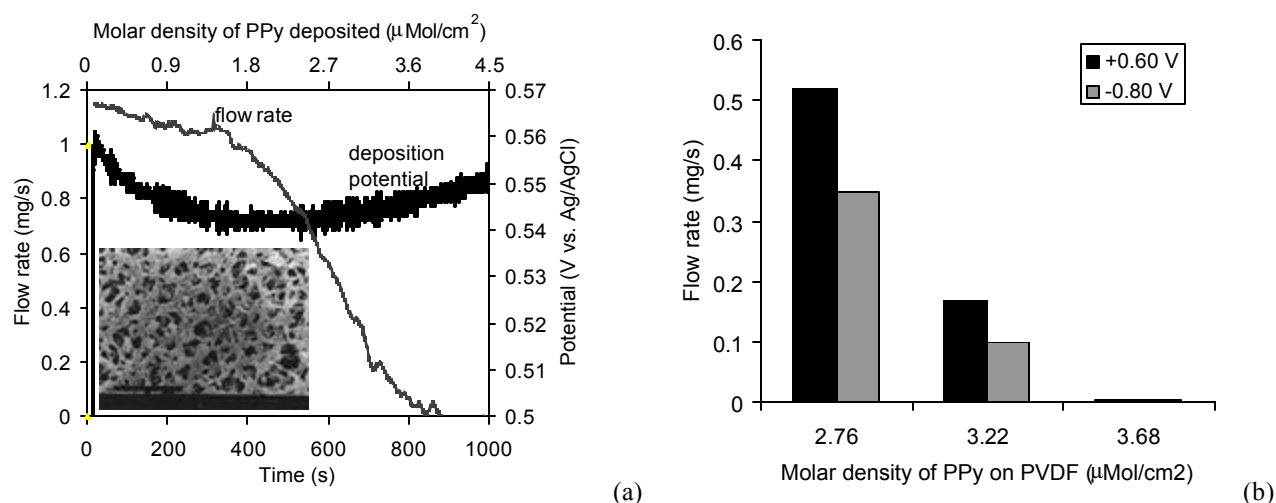 Molar density of PPy deposited (μMol/cm²)
0 0.9 1.8 2.7 3.6 4.5
1.2 0.57
flow rate
1 0.56
deposition
potential
0.8 0.55
0.6 0.54
0.4 0.53
0.2 0.52
0 0.51
0.5
Flow rate (mg/s)
Potential (V vs. Ag/AgCl)
0 200 400 600 800 1000
Time (s)
(a)
+0.60 V
-0.80 V
0.6
0.5
0.4
0.3
0.2
0.1
0
Flow rate (mg/s)
2.76 3.22 3.68
Molar density of PPy on PVDF (μMol/cm2)
(b)